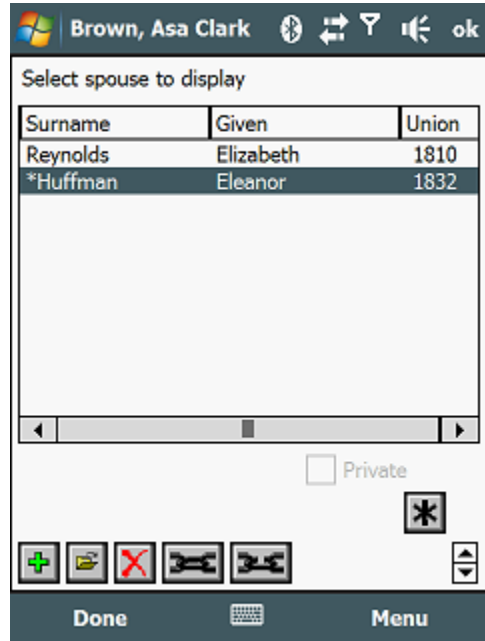 Brown, Asa Clark ok
Select spouse to display
Surname Given Union
Reynolds Elizabeth 1810
*Huffman Eleanor 1832
Private
Done Menu